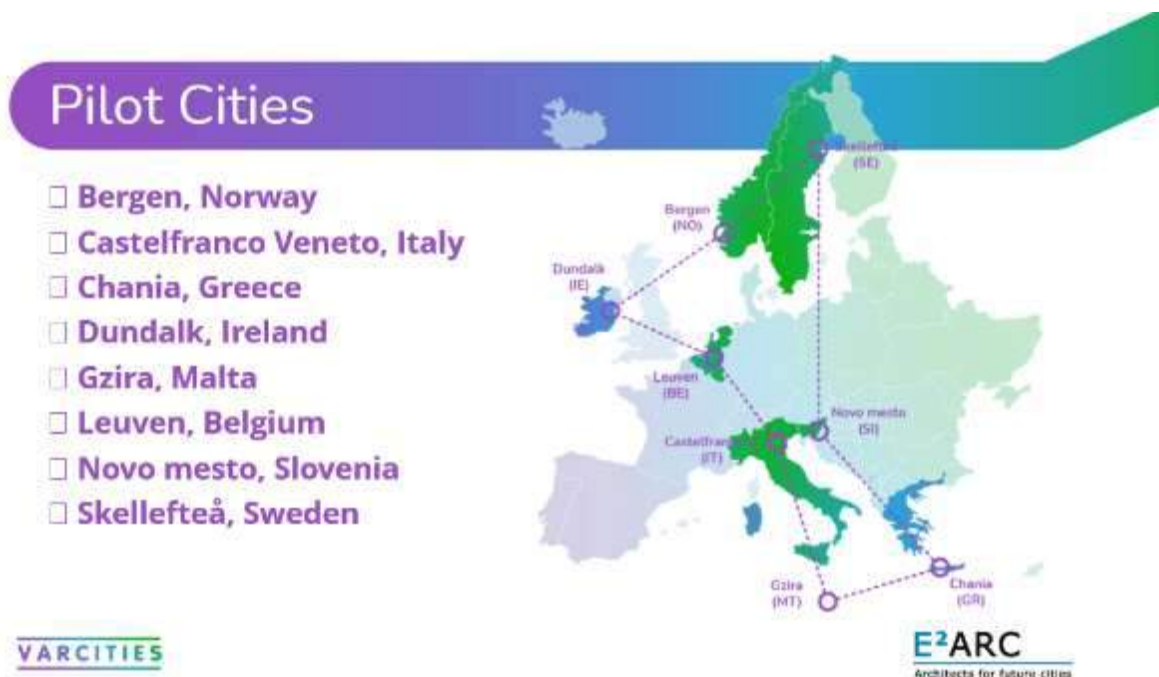 Pilot Cities
Bergen, Norway
Castelfranco Veneto, Italy
Chania, Greece
Dundalk, Ireland
Gzira, Malta
Leuven, Belgium
Novo mesto, Slovenia
Skellefteå, Sweden
Skellefteå
(SE)
Bergen
(NO)
Dundalk
(IE)
Leuven
(BE)
Novo mesto
(SI)
(IT)
Gzira
(MT)
Chania
(GR)
VARCITIES
E²ARC
Architects for future cities